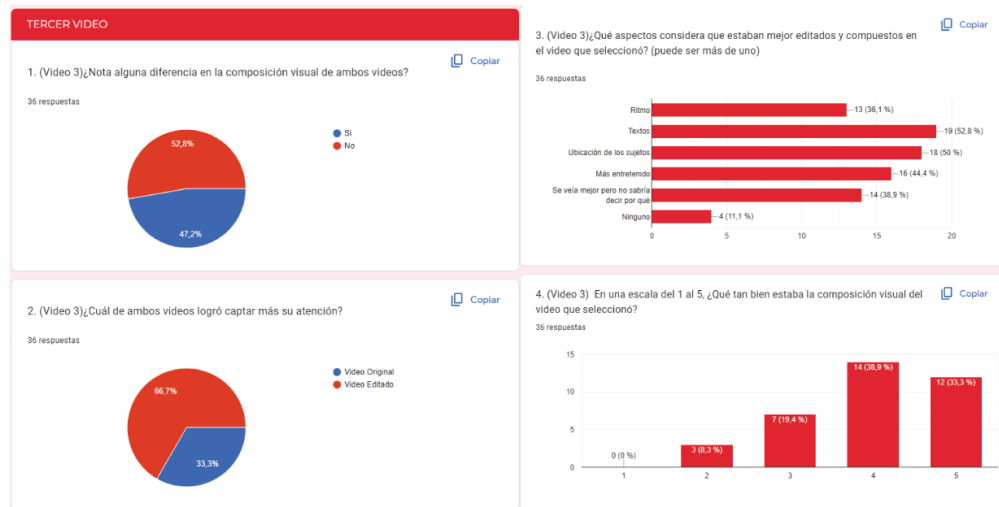 TERCER VIDEO
Copiar
1. (Video 3)¿Nota alguna diferencia en la composición visual de ambos videos?
36 respuestas
Si
No
52,8%
47,2%
Copiar
2. (Video 3)¿Cuál de ambos videos logró captar más su atención?
36 respuestas
Video Original
Video Editado
66,7%
33,3%
Copiar
3. (Video 3)¿Qué aspectos considera que estaban mejor editados y compuestos en
el video que seleccionó? (puede ser más de uno)
36 respuestas
Ritmo
13 (36,1 %)
Textos
19 (52,8 %)
Ubicación de los sujetos
18 (50 %)
Más entretenido
16 (44,4 %)
Se veía mejor pero no sabría
decir por qué
14 (38,9 %)
Ninguno
4 (11,1 %)
0 5 10 15 20
Copiar
4. (Video 3) En una escala del 1 al 5, ¿Qué tan bien estaba la composición visual del
video que seleccionó?
36 respuestas
15
10
5
0
0 (0 %)
3 (8,3 %)
7 (19,4 %)
14 (38,9 %)
12 (33,3 %)
1 2 3 4 5